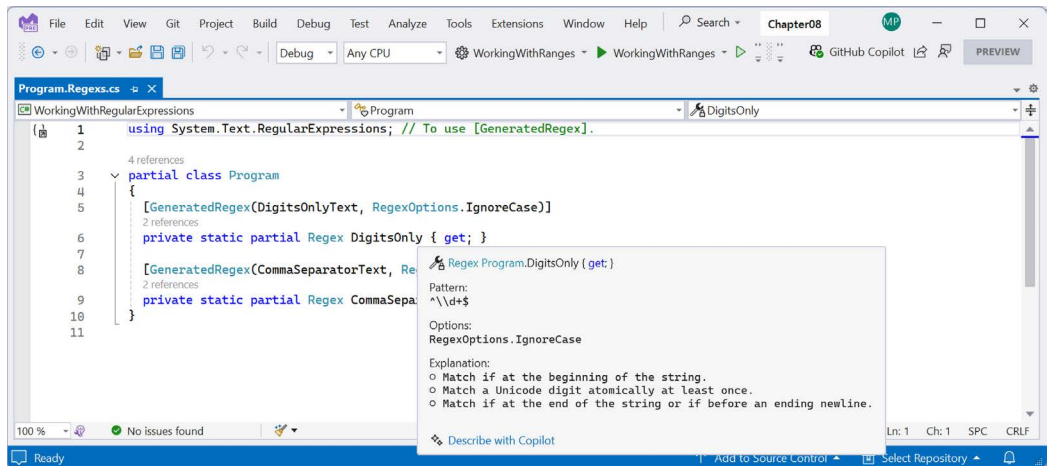 File Edit View Git Project Build Debug Test Analyze Tools Extensions Window Help Search Chapter08 MP
Debug Any CPU WorkingWithRanges WorkingWithRanges GitHub Copilot PREVIEW
Program.Regexs.cs
C# WorkingWithRegularExpressions Program DigitsOnly
1 using System.Text.RegularExpressions; // To use [GeneratedRegex].
2
4 references
3 partial class Program
4 {
5 [GeneratedRegex(DigitsOnlyText, RegexOptions.IgnoreCase)]
2 references
6 private static partial Regex DigitsOnly { get; }
7
8 [GeneratedRegex(CommaSeparatorText, Re
2 references
9 private static partial Regex CommaSepa
10 }
11
Regex Program.DigitsOnly { get; }
Pattern:
^\\d+$
Options:
RegexOptions.IgnoreCase
Explanation:
○ Match if at the beginning of the string.
○ Match a Unicode digit atomically at least once.
○ Match if at the end of the string or if before an ending newline.
Describe with Copilot
100 % No issues found Ln: 1 Ch: 1 SPC CRLF
Ready Add to Source Control Select Repository